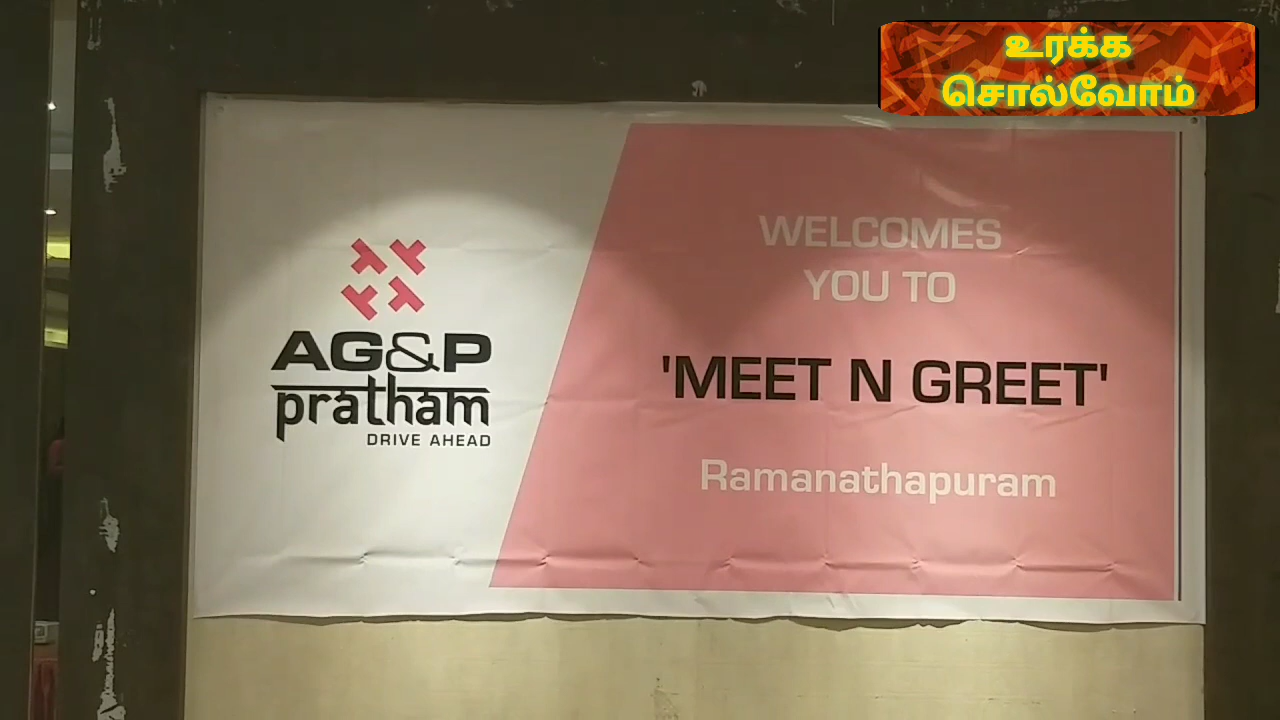 உரக்க
சொல்வோம்
AG&P
pratham
DRIVE AHEAD
WELCOMES
YOU TO
'MEET N GREET'
Ramanathapuram